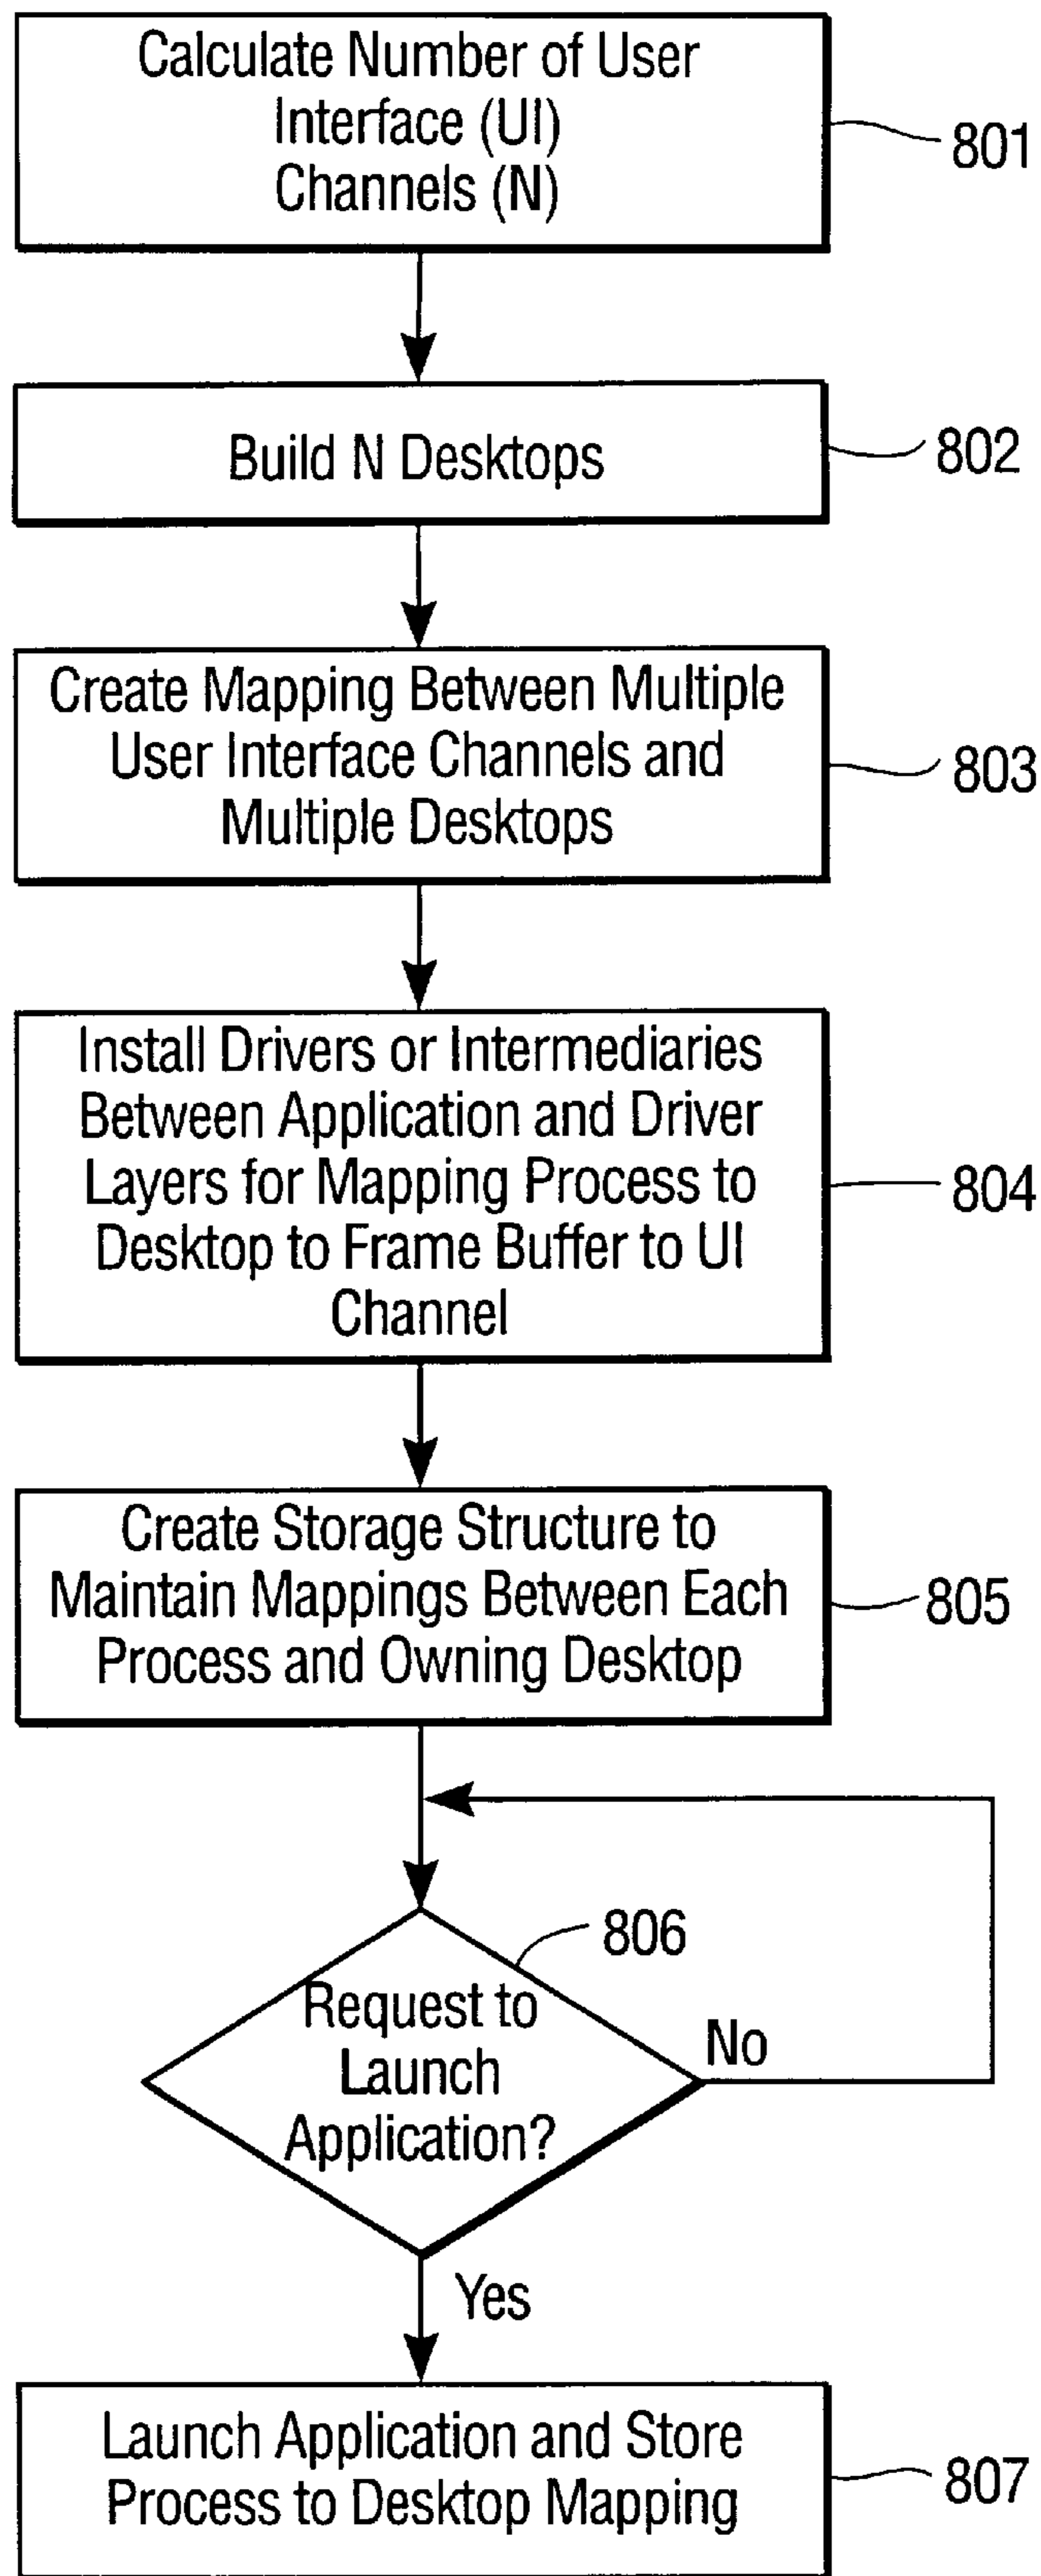 Calculate Number of User
Interface (UI)
Channels (N)
801
Build N Desktops
802
Create Mapping Between Multiple
User Interface Channels and
Multiple Desktops
803
Install Drivers or Intermediaries
Between Application and Driver
Layers for Mapping Process to
Desktop to Frame Buffer to UI
Channel
804
Create Storage Structure to
Maintain Mappings Between Each
Process and Owning Desktop
805
806
Request to
Launch
Application?
No
Yes
Launch Application and Store
Process to Desktop Mapping
807